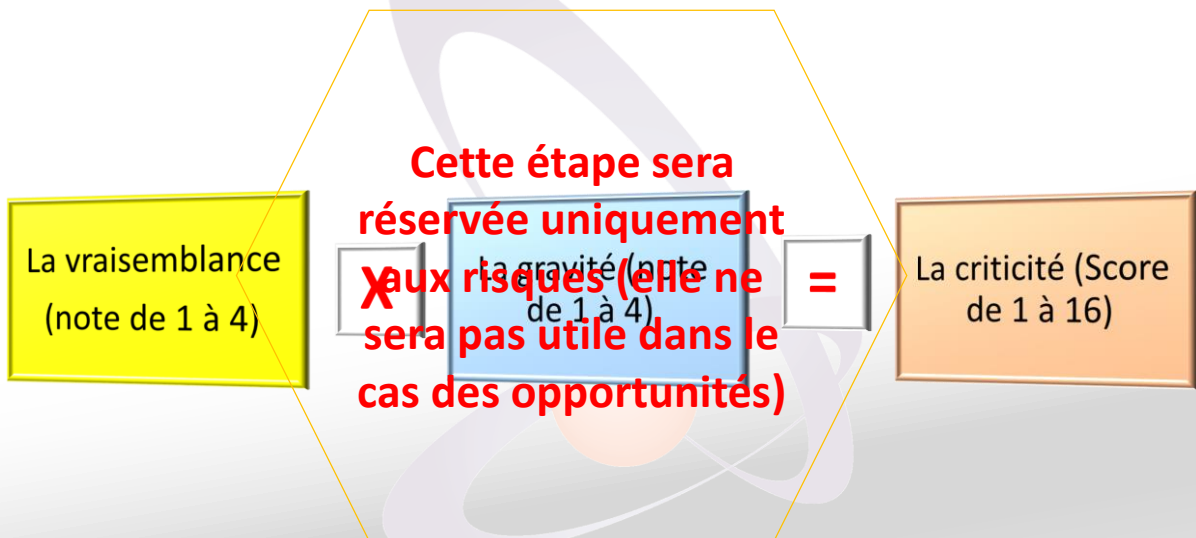 La vraisemblance
(note de 1 à 4)
X
La gravité (note
de 1 à 4)
=
La criticité (Score
de 1 à 16)
Cette étape sera
réservée uniquement
aux risques (elle ne
sera pas utile dans le
cas des opportunités)